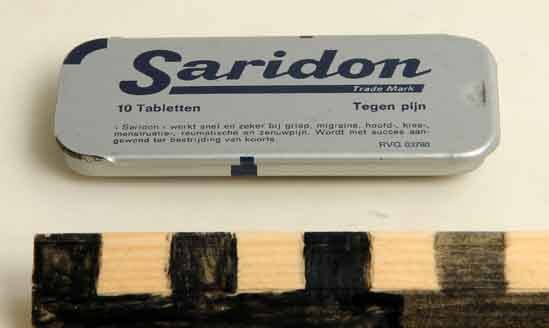 Saridon
Trade Mark
10 Tabletten
Tegen pijn
‹ Saridon › werkt snel en zeker bij griep, migraine, hoofd-, kies-,
menstruatie-, reumatische en zenuwpijn. Wordt met succes aan-
gewend ter bestrijding van koorts.
RVG 03780